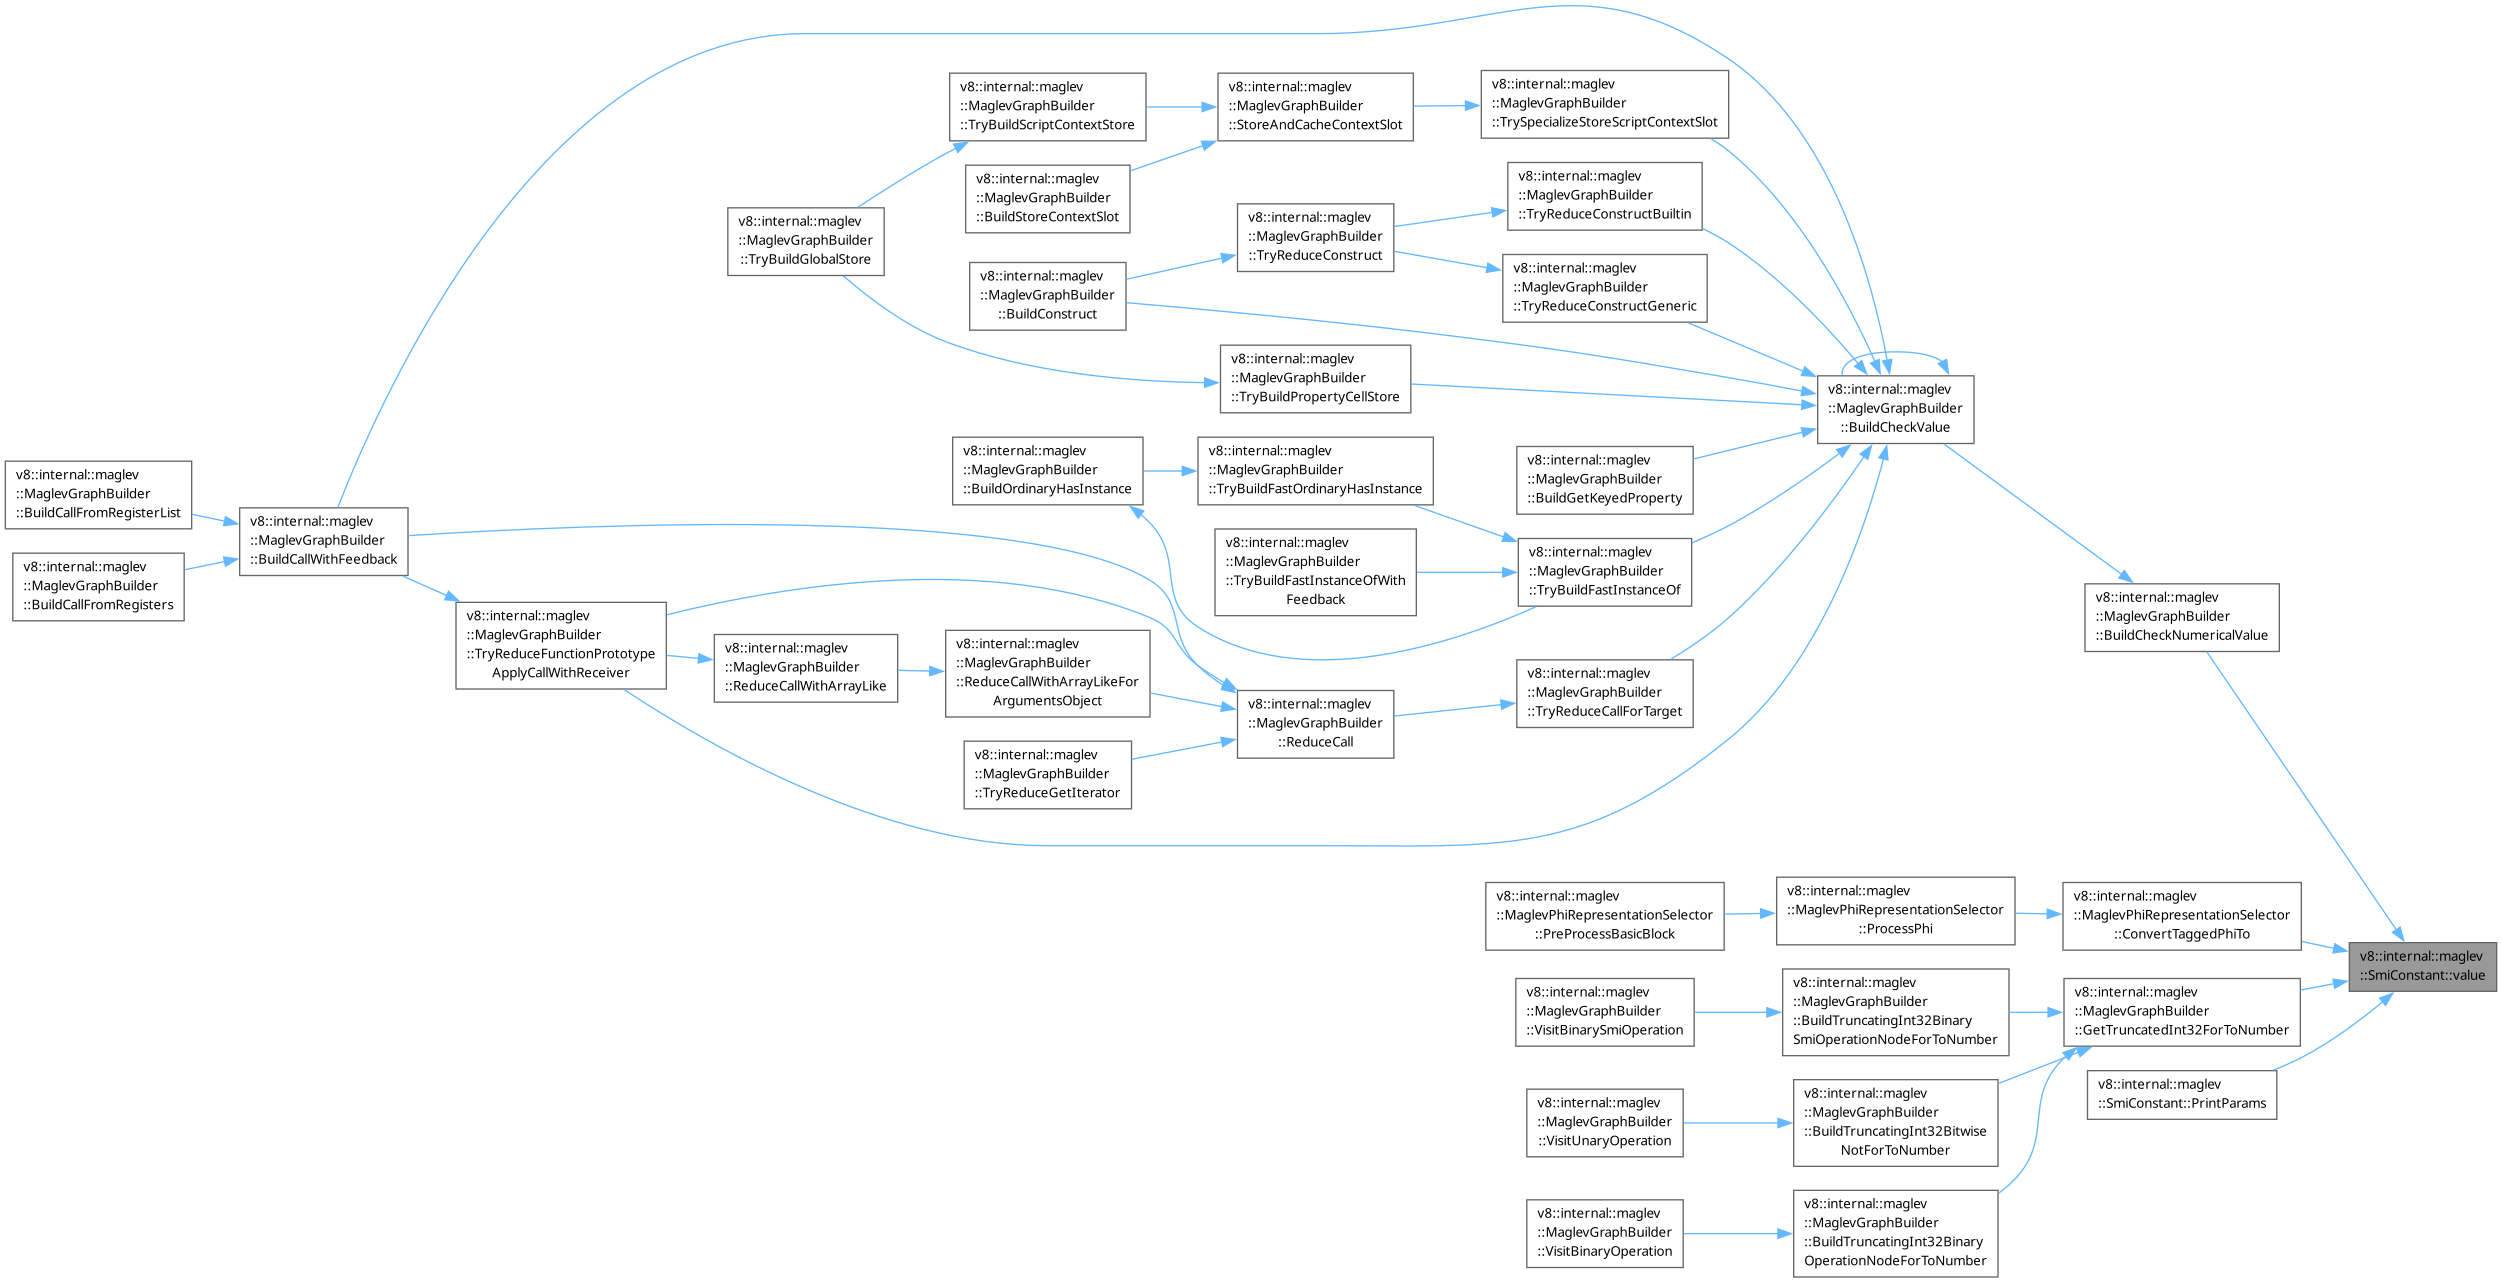 v8::internal::maglev
::MaglevGraphBuilder
::TryBuildScriptContextStore
v8::internal::maglev
::MaglevGraphBuilder
::StoreAndCacheContextSlot
v8::internal::maglev
::MaglevGraphBuilder
::TrySpecializeStoreScriptContextSlot
v8::internal::maglev
::MaglevGraphBuilder
::BuildStoreContextSlot
v8::internal::maglev
::MaglevGraphBuilder
::TryReduceConstructBuiltin
v8::internal::maglev
::MaglevGraphBuilder
::TryBuildGlobalStore
v8::internal::maglev
::MaglevGraphBuilder
::TryReduceConstruct
v8::internal::maglev
::MaglevGraphBuilder
::BuildConstruct
v8::internal::maglev
::MaglevGraphBuilder
::TryReduceConstructGeneric
v8::internal::maglev
::MaglevGraphBuilder
::TryBuildPropertyCellStore
v8::internal::maglev
::MaglevGraphBuilder
::BuildCheckValue
v8::internal::maglev
::MaglevGraphBuilder
::BuildOrdinaryHasInstance
v8::internal::maglev
::MaglevGraphBuilder
::TryBuildFastOrdinaryHasInstance
v8::internal::maglev
::MaglevGraphBuilder
::BuildGetKeyedProperty
v8::internal::maglev
::MaglevGraphBuilder
::BuildCallFromRegisterList
v8::internal::maglev
::MaglevGraphBuilder
::BuildCallWithFeedback
v8::internal::maglev
::MaglevGraphBuilder
::TryBuildFastInstanceOfWith
Feedback
v8::internal::maglev
::MaglevGraphBuilder
::TryBuildFastInstanceOf
v8::internal::maglev
::MaglevGraphBuilder
::BuildCallFromRegisters
v8::internal::maglev
::MaglevGraphBuilder
::BuildCheckNumericalValue
v8::internal::maglev
::MaglevGraphBuilder
::TryReduceFunctionPrototype
ApplyCallWithReceiver
v8::internal::maglev
::MaglevGraphBuilder
::ReduceCallWithArrayLike
v8::internal::maglev
::MaglevGraphBuilder
::ReduceCallWithArrayLikeFor
ArgumentsObject
v8::internal::maglev
::MaglevGraphBuilder
::ReduceCall
v8::internal::maglev
::MaglevGraphBuilder
::TryReduceCallForTarget
v8::internal::maglev
::MaglevGraphBuilder
::TryReduceGetIterator
v8::internal::maglev
::MaglevPhiRepresentationSelector
::PreProcessBasicBlock
v8::internal::maglev
::MaglevPhiRepresentationSelector
::ProcessPhi
v8::internal::maglev
::MaglevPhiRepresentationSelector
::ConvertTaggedPhiTo
v8::internal::maglev
::SmiConstant::value
v8::internal::maglev
::MaglevGraphBuilder
::VisitBinarySmiOperation
v8::internal::maglev
::MaglevGraphBuilder
::BuildTruncatingInt32Binary
SmiOperationNodeForToNumber
v8::internal::maglev
::MaglevGraphBuilder
::GetTruncatedInt32ForToNumber
v8::internal::maglev
::SmiConstant::PrintParams
v8::internal::maglev
::MaglevGraphBuilder
::VisitUnaryOperation
v8::internal::maglev
::MaglevGraphBuilder
::BuildTruncatingInt32Bitwise
NotForToNumber
v8::internal::maglev
::MaglevGraphBuilder
::VisitBinaryOperation
v8::internal::maglev
::MaglevGraphBuilder
::BuildTruncatingInt32Binary
OperationNodeForToNumber